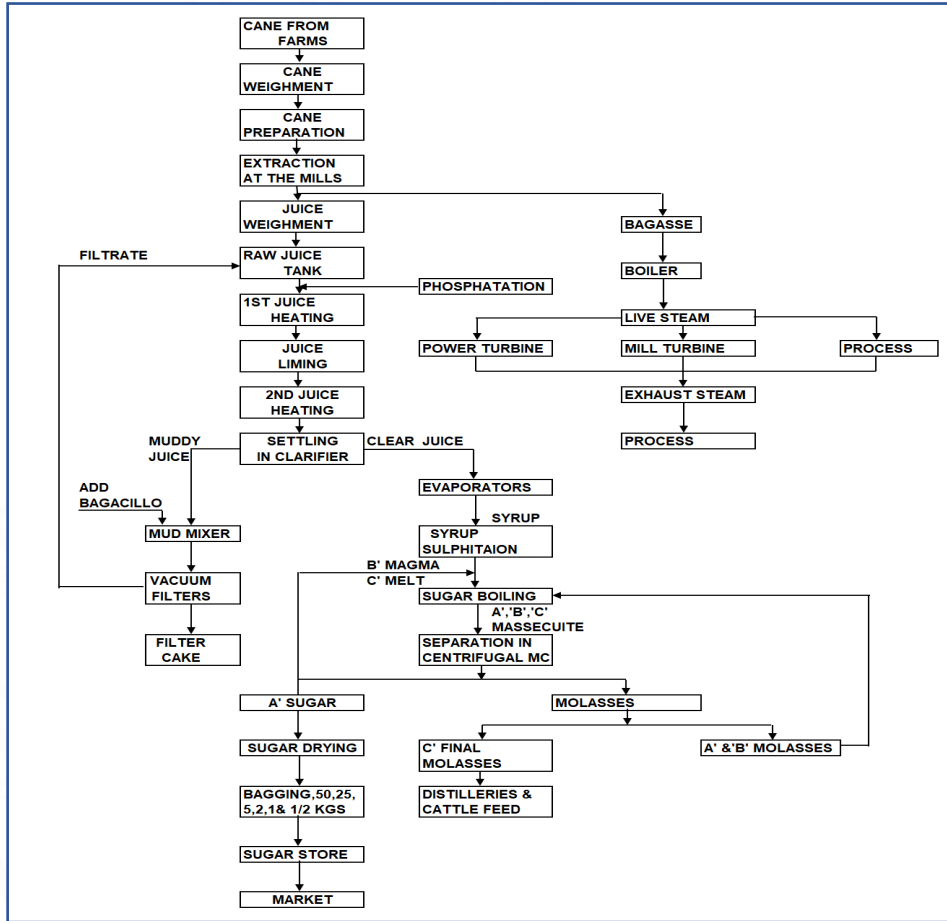 CANE FROM
FARMS
CANE
WEIGHMENT
CANE
PREPARATION
EXTRACTION
AT THE MILLS
JUICE
WEIGHMENT
BAGASSE
FILTRATE
RAW JUICE
TANK
BOILER
PHOSPHATATION
1ST JUICE
HEATING
LIVE STEAM
JUICE
LIMING
POWER TURBINE
MILL TURBINE
PROCESS
2ND JUICE
HEATING
EXHAUST STEAM
MUDDY
JUICE
SETTLING
IN CLARIFIER
CLEAR JUICE
PROCESS
ADD
BAGACILLO
EVAPORATORS
MUD MIXER
SYRUP
SYRUP
SULPHITAION
B' MAGMA
C' MELT
VACUUM
FILTERS
SUGAR BOILING
A','B','C'
MASSECUITE
FILTER
CAKE
SEPARATION IN
CENTRIFUGAL MC
A' SUGAR
MOLASSES
SUGAR DRYING
C' FINAL
MOLASSES
A' &'B' MOLASSES
BAGGING,50,25,
5,2,1& 1/2 KGS
DISTILLERIES &
CATTLE FEED
SUGAR STORE
MARKET